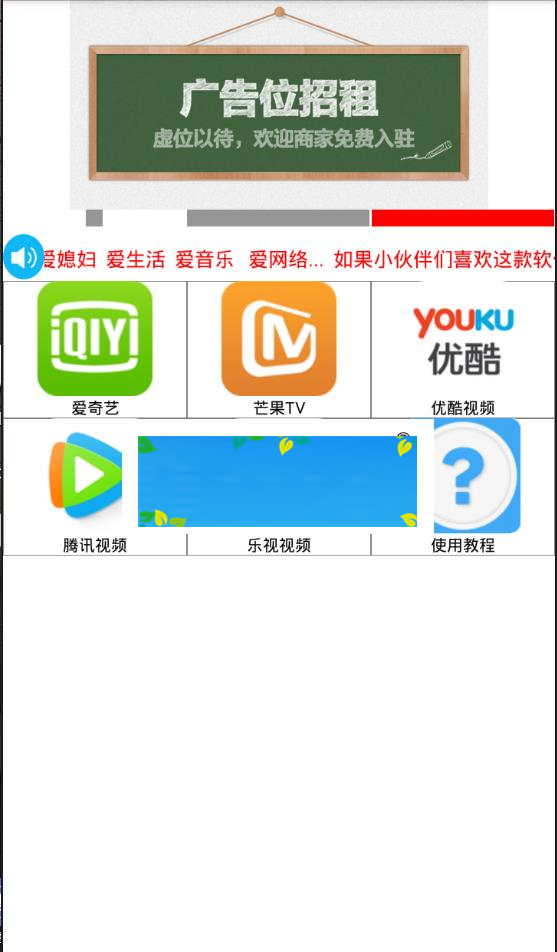 广告位招租
虚位以待，欢迎商家免费入驻
爱媳妇 爱生活 爱音乐 爱网络... 如果小伙伴们喜欢这款软
iQIYI
爱奇艺
芒果TV
YOUKU
优酷
优酷视频
?
腾讯视频
乐视视频
使用教程